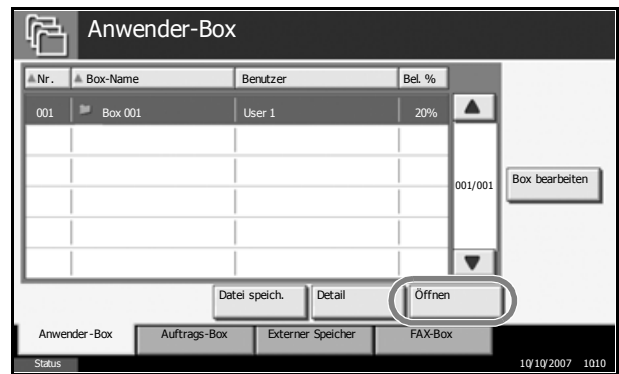 Anwender-Box
Nr. Box-Name Benutzer Bel. %
001 Box 001 User 1 20%
001/001
Box bearbeiten
Datei speich. Detail Öffnen
Anwender-Box Auftrags-Box Externer Speicher FAX-Box
Status 10/10/2007 1010